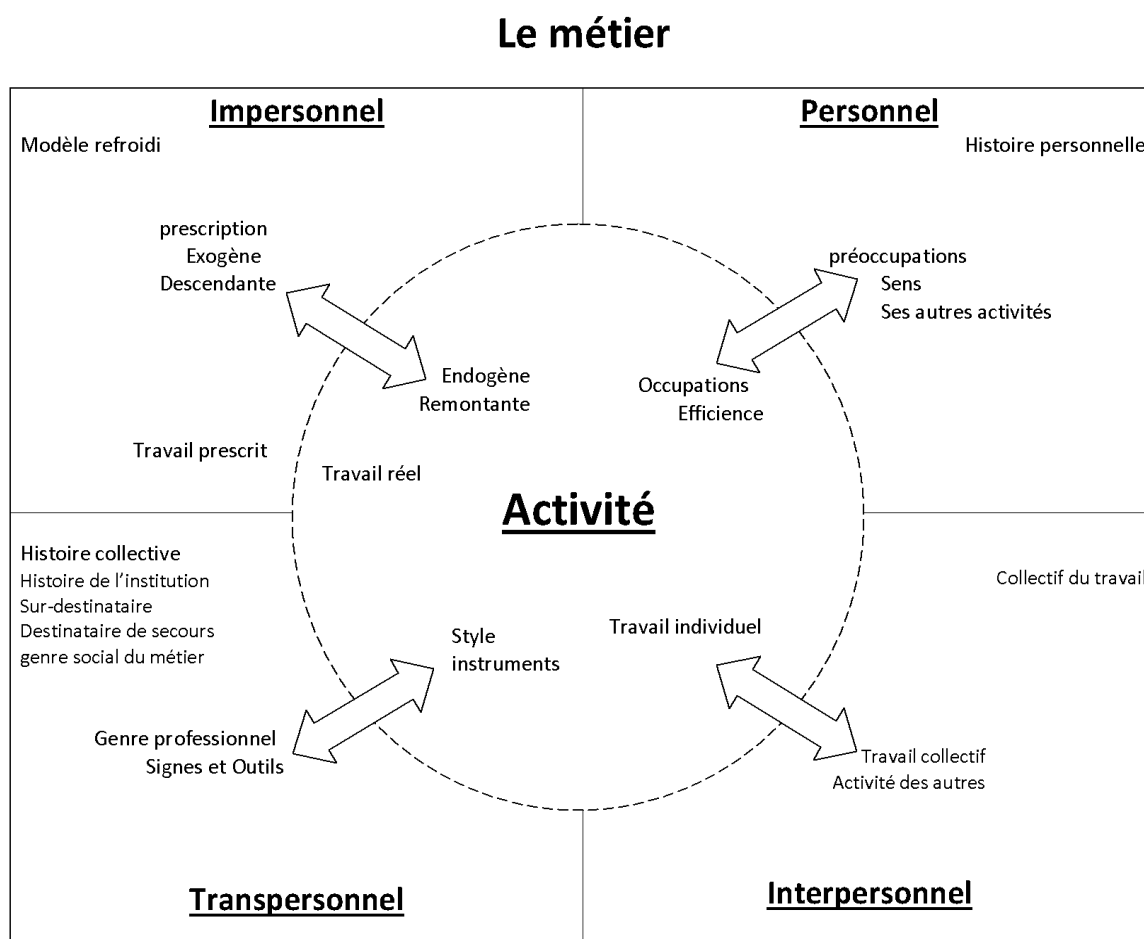 Le métier
Impersonnel
Modèle refroidi
prescription
Exogène
Descendante
Endogène
Remontante
Travail prescrit
Travail réel
Personnel
Histoire personnelle
préoccupations
Sens
Ses autres activités
Occupations
Efficience
Activité
Histoire collective
Histoire de l’institution
Sur-destinataire
Destinataire de secours
genre social du métier
Style
instruments
Genre professionnel
Signes et Outils
Transpersonnel
Collectif du travail
Travail individuel
Travail collectif
Activité des autres
Interpersonnel